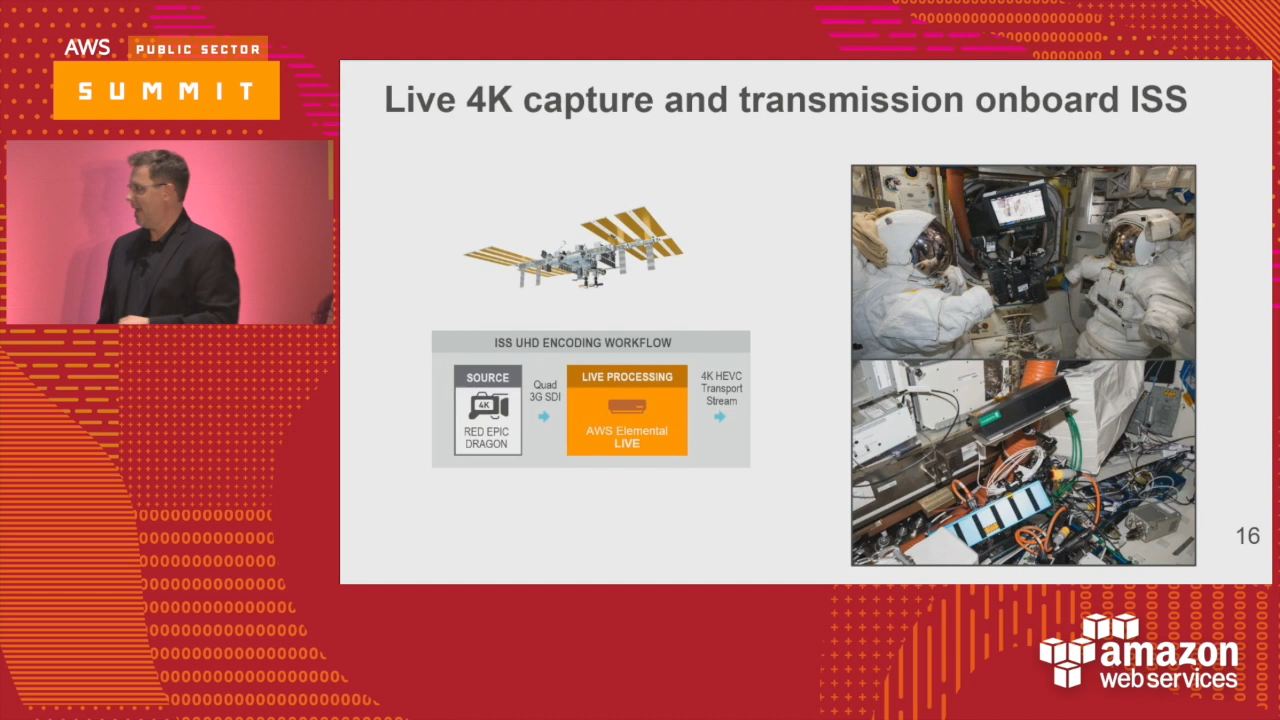 AWS PUBLIC SECTOR
SUMMIT
Live 4K capture and transmission onboard ISS
ISS UHD ENCODING WORKFLOW
SOURCE
4K
RED EPIC
DRAGON
Quad
3G SDI
LIVE PROCESSING
AWS Elemental
LIVE
4K HEVC
Transport
Stream
16
amazon
web services